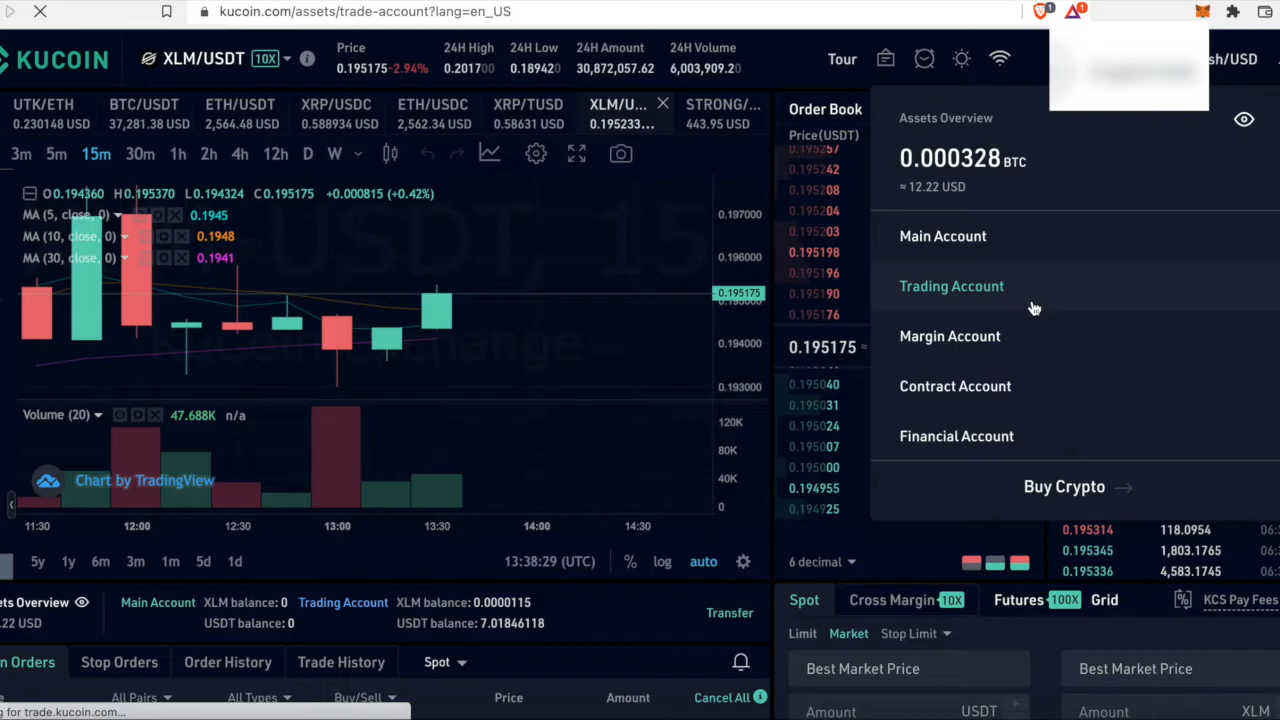 kucoin.com/assets/trade-account?lang=en_US
1
1
KUCOIN
XLM/USDT 10X
Price
0.195175-2.94%
24H High
0.201700
24H Low
0.189420
24H Amount
30,872,057.62
24H Volume
6,003,909.20
Tour
sh/USD
UTK/ETH
0.230148 USD
BTC/USDT
37,281.38 USD
ETH/USDT
2,564.48 USD
XRP/USDC
0.588934 USD
ETH/USDC
2,562.34 USD
XRP/TUSD
0.58631 USD
XLM/U...
0.195233...
STRONG/...
443.95 USD
3m 5m 15m 30m 1h 2h 4h 12h D W
O0.194360 H0.195370 L0.194324 C0.195175 +0.000815 (+0.42%)
MA (5, close, 0) 0.1945
MA (10, close, 0) 0.1948
MA (30, close, 0) 0.1941
-USDT, 15
KuCoin Exchange
0.197000
0.196000
0.195175
0.195000
0.194000
0.193000
Volume (20) 47.688K n/a
120K
80K
40K
0
Chart by TradingView
11:30 12:00 12:30 13:00 13:30 14:00 14:30
5y 1y 6m 3m 1m 5d 1d
13:38:29 (UTC) % log auto
Order Book
Price(USDT)
0.195257
0.195242
0.195208
0.195204
0.195203
0.195198
0.195196
0.195190
0.195176
0.195175 ≈
0.195040
0.195031
0.195024
0.195007
0.195000
0.194955
0.194925
6 decimal
Assets Overview
0.000328 BTC
≈ 12.22 USD
Main Account
Trading Account
Margin Account
Contract Account
Financial Account
Buy Crypto
0.195314 118.0954 06:
0.195345 1,803.1765 06:
0.195336 4,583.1745 06:
ets Overview
.22 USD
Main Account XLM balance: 0
USDT balance: 0
Trading Account XLM balance: 0.0000115
USDT balance: 7.01846118
Transfer
Spot Cross Margin 10X Futures 100X Grid KCS Pay Fees
Limit Market Stop Limit
Best Market Price
Best Market Price
Amount USDT
Amount XLM
n Orders Stop Orders Order History Trade History Spot
All Pairs All Types Buy/Sell Price Amount Cancel All
g for trade.kucoin.com...